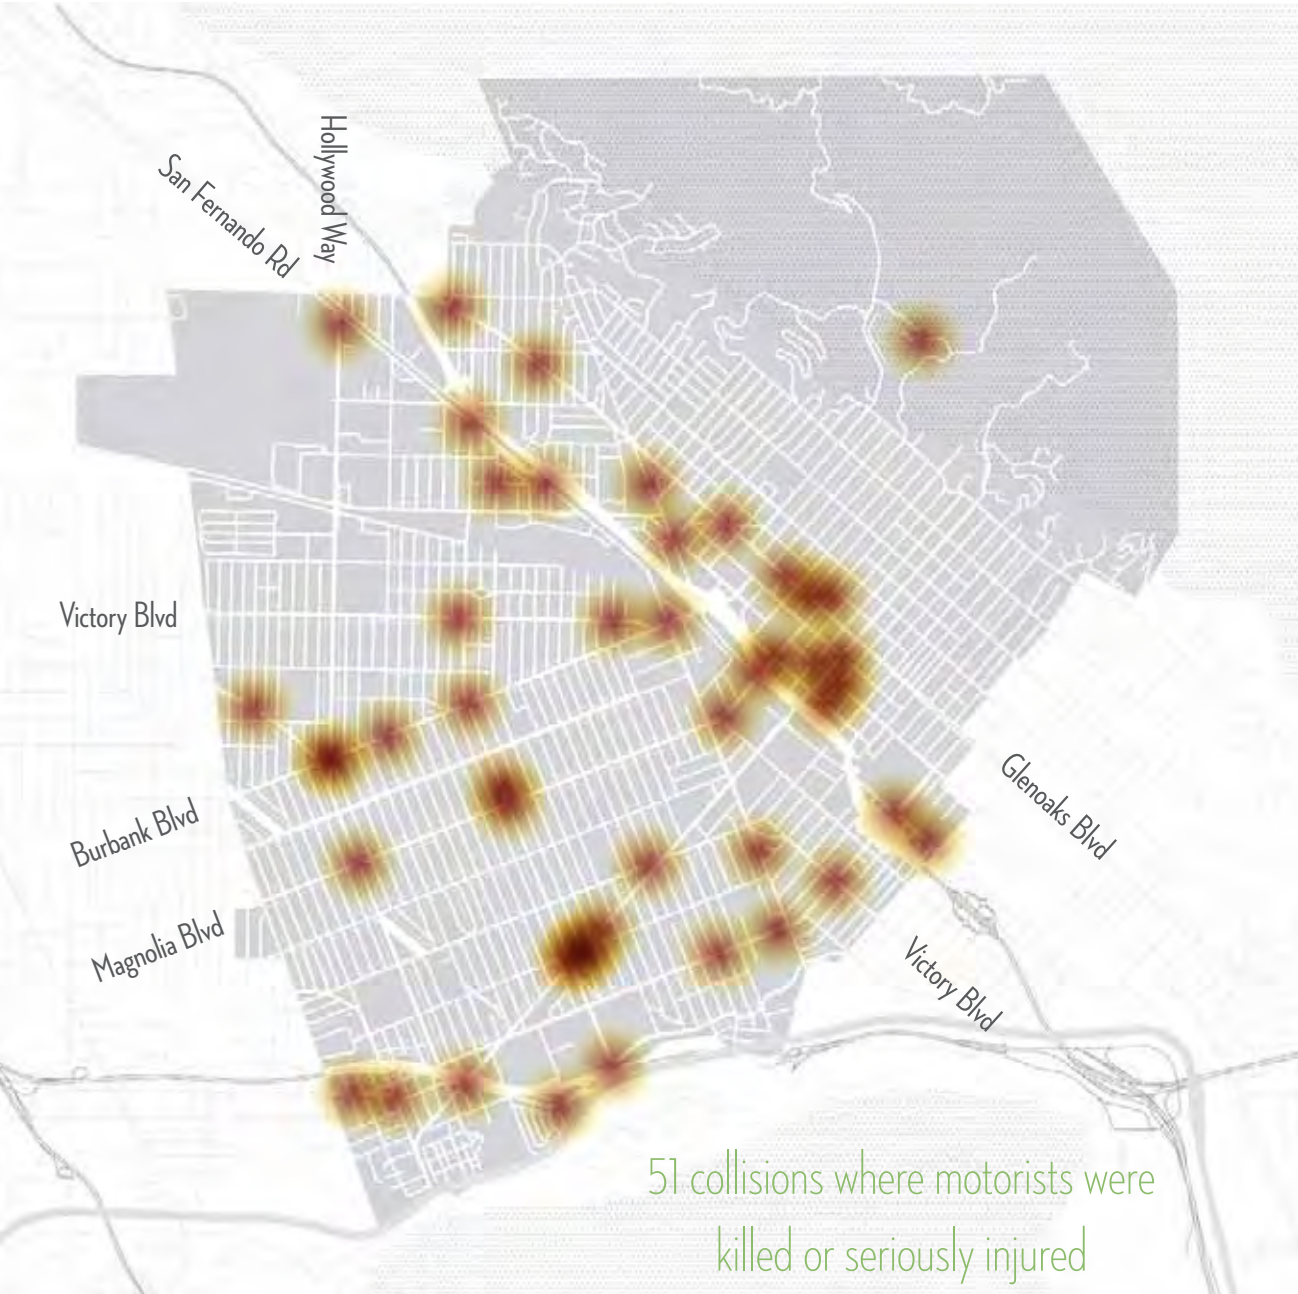 Hollywood Way
San Fernando Rd
Victory Blvd
Burbank Blvd
Magnolia Blvd
Glenoaks Blvd
Victory Blvd
51 collisions where motorists were
killed or seriously injured